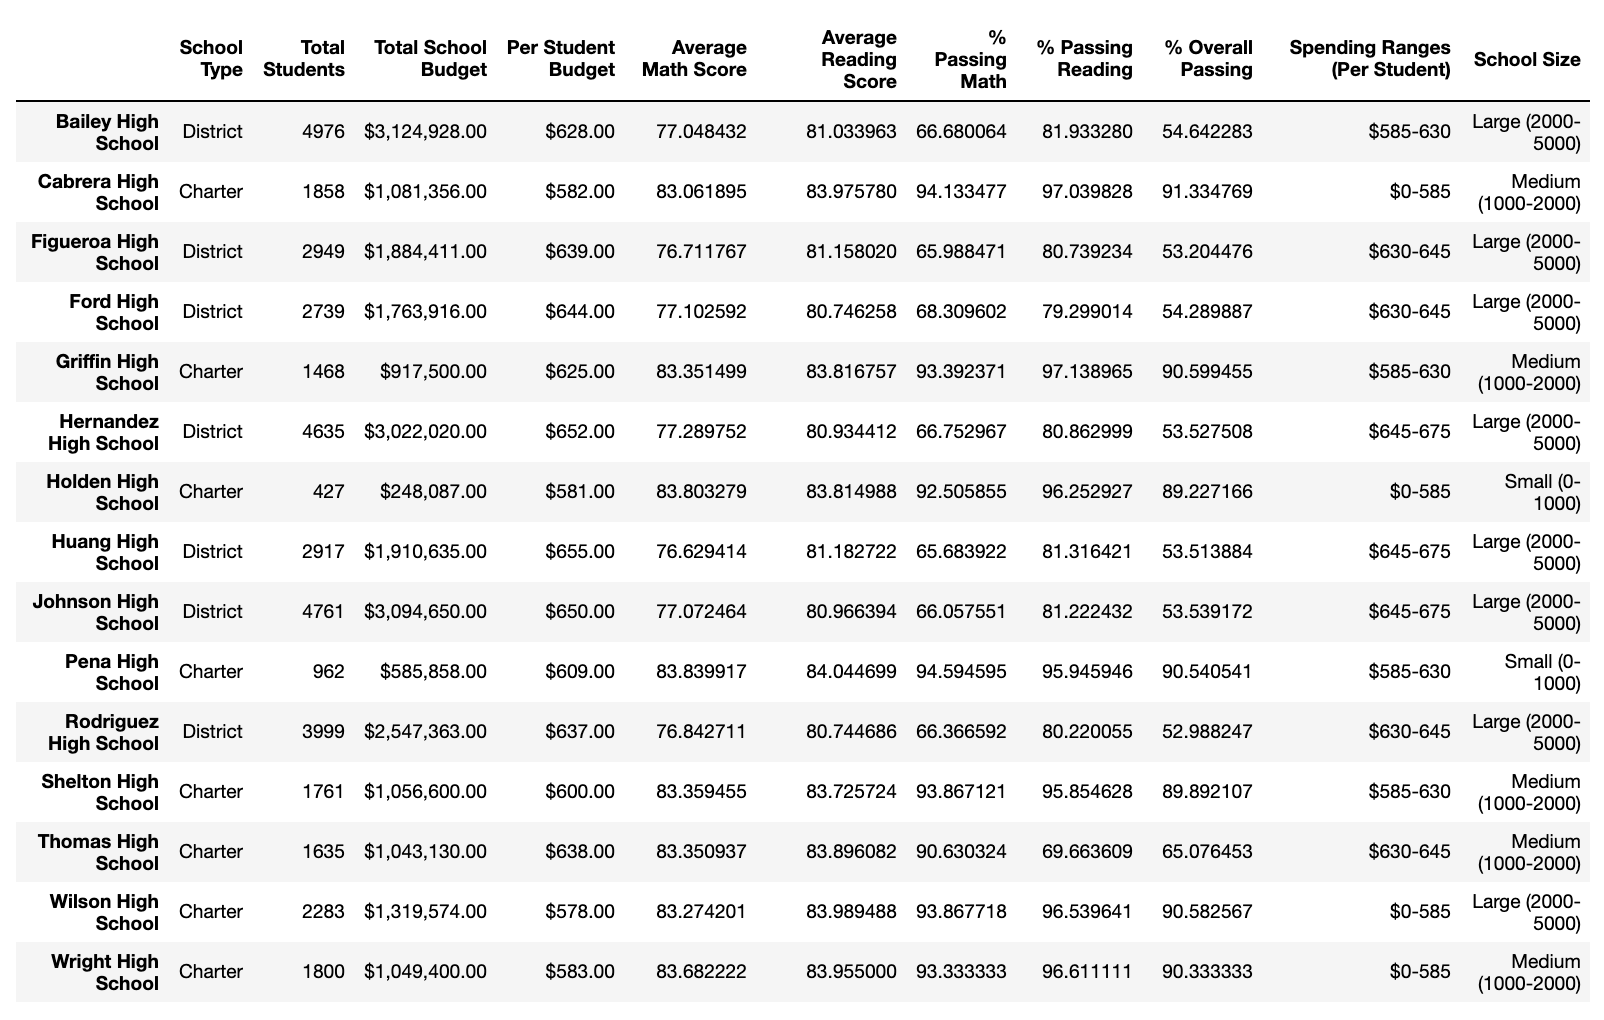 School Type Total Students Total School Budget Per Student Budget Average Math Score Average Reading Score % Passing Math % Passing Reading % Overall Passing Spending Ranges (Per Student) School Size
Bailey High School District 4976 $3,124,928.00 $628.00 77.048432 81.033963 66.680064 81.933280 54.642283 $585-630 Large (2000-5000)
Cabrera High School Charter 1858 $1,081,356.00 $582.00 83.061895 83.975780 94.133477 97.039828 91.334769 $0-585 Medium (1000-2000)
Figueroa High School District 2949 $1,884,411.00 $639.00 76.711767 81.158020 65.988471 80.739234 53.204476 $630-645 Large (2000-5000)
Ford High School District 2739 $1,763,916.00 $644.00 77.102592 80.746258 68.309602 79.299014 54.289887 $630-645 Large (2000-5000)
Griffin High School Charter 1468 $917,500.00 $625.00 83.351499 83.816757 93.392371 97.138965 90.599455 $585-630 Medium (1000-2000)
Hernandez High School District 4635 $3,022,020.00 $652.00 77.289752 80.934412 66.752967 80.862999 53.527508 $645-675 Large (2000-5000)
Holden High School Charter 427 $248,087.00 $581.00 83.803279 83.814988 92.505855 96.252927 89.227166 $0-585 Small (0-1000)
Huang High School District 2917 $1,910,635.00 $655.00 76.629414 81.182722 65.683922 81.316421 53.513884 $645-675 Large (2000-5000)
Johnson High School District 4761 $3,094,650.00 $650.00 77.072464 80.966394 66.057551 81.222432 53.539172 $645-675 Large (2000-5000)
Pena High School Charter 962 $585,858.00 $609.00 83.839917 84.044699 94.594595 95.945946 90.540541 $585-630 Small (0-1000)
Rodriguez High School District 3999 $2,547,363.00 $637.00 76.842711 80.744686 66.366592 80.220055 52.988247 $630-645 Large (2000-5000)
Shelton High School Charter 1761 $1,056,600.00 $600.00 83.359455 83.725724 93.867121 95.854628 89.892107 $585-630 Medium (1000-2000)
Thomas High School Charter 1635 $1,043,130.00 $638.00 83.350937 83.896082 90.630324 69.663609 65.076453 $630-645 Medium (1000-2000)
Wilson High School Charter 2283 $1,319,574.00 $578.00 83.274201 83.989488 93.867718 96.539641 90.582567 $0-585 Large (2000-5000)
Wright High School Charter 1800 $1,049,400.00 $583.00 83.682222 83.955000 93.333333 96.611111 90.333333 $0-585 Medium (1000-2000)